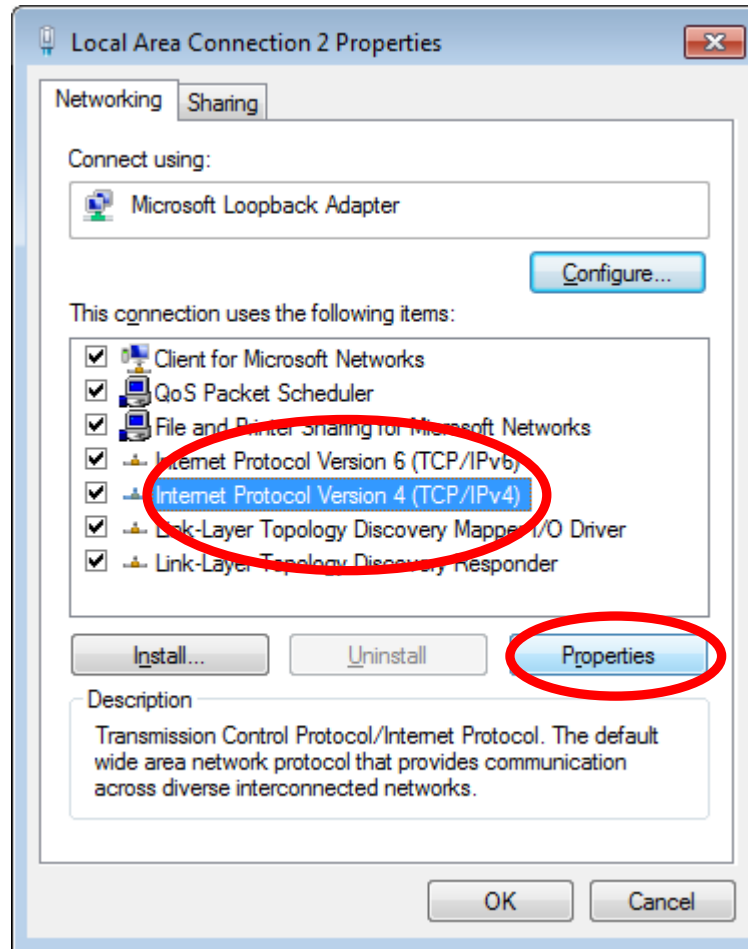 Local Area Connection 2 Properties
Networking
Sharing
Connect using:
Microsoft Loopback Adapter
Configure...
This connection uses the following items:
Client for Microsoft Networks
QoS Packet Scheduler
File and Printer Sharing for Microsoft Networks
Internet Protocol Version 6 (TCP/IPv6)
Internet Protocol Version 4 (TCP/IPv4)
Link-Layer Topology Discovery Mapper I/O Driver
Link-Layer Topology Discovery Responder
Install...
Uninstall
Properties
Description
Transmission Control Protocol/Internet Protocol. The default
wide area network protocol that provides communication
across diverse interconnected networks.
OK
Cancel